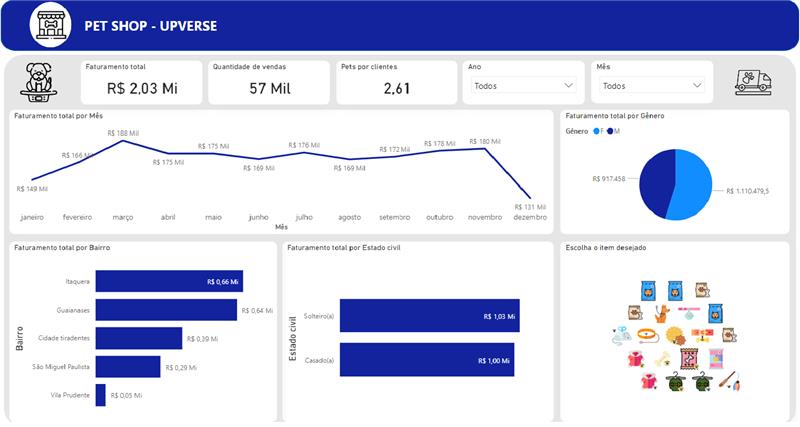 PET SHOP - UPVERSE
Faturamento total
R$ 2,03 Mi
Quantidade de vendas
57 Mil
Pets por clientes
2,61
Ano
Todos
Mês
Todos
Faturamento total por Mês
R$ 149 Mil
R$ 166 Mil
R$ 188 Mil
R$ 175 Mil
R$ 175 Mil
R$ 169 Mil
R$ 176 Mil
R$ 169 Mil
R$ 172 Mil
R$ 178 Mil
R$ 180 Mil
R$ 131 Mil
janeiro fevereiro março abril maio junho julho agosto setembro outubro novembro dezembro
Mês
Faturamento total por Gênero
Gênero F M
R$ 917.458
R$ 1.110.479,5
Faturamento total por Bairro
Bairro
Itaquera R$ 0,66 Mi
Guaianases R$ 0,64 Mi
Cidade tiradentes R$ 0,39 Mi
São Miguel Paulista R$ 0,29 Mi
Vila Prudente R$ 0,05 Mi
Faturamento total por Estado civil
Estado civil
Solteiro(a) R$ 1,03 Mi
Casado(a) R$ 1,00 Mi
Escolha o item desejado